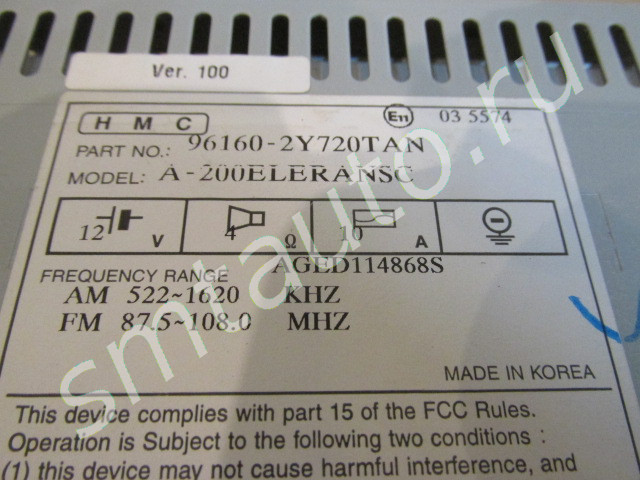 Ver. 100
HMC
E11 03 5574
PART NO.: 96160-2Y720TAN
MODEL: A-200ELERANSC
12 V 4 Ω 10 A
AGED114868S
FREQUENCY RANGE
AM 522~1620 KHZ
FM 87.5~108.0 MHZ
MADE IN KOREA
This device complies with part 15 of the FCC Rules.
Operation is Subject to the following two conditions :
(1) this device may not cause harmful interference, and
smtauto.ru